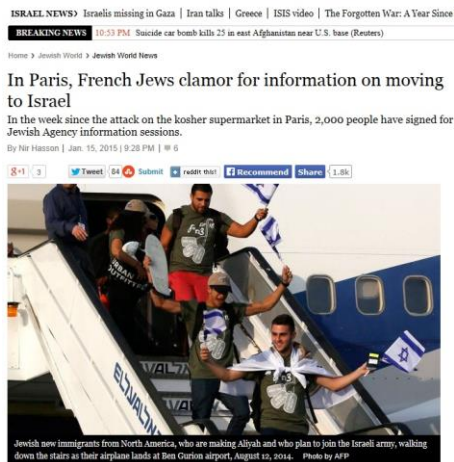 ISRAEL NEWS> Israelis missing in Gaza | Iran talks | Greece | ISIS video | The Forgotten War: A Year Since
BREAKING NEWS 10:53 PM Suicide car bomb kills 25 in east Afghanistan near U.S. base (Reuters)
Home > Jewish World > Jewish World News
In Paris, French Jews clamor for information on moving
to Israel
In the week since the attack on the kosher supermarket in Paris, 2,000 people have signed for
Jewish Agency information sessions.
By Nir Hasson | Jan. 15, 2015 | 9:28 PM | 6
g+1 3 Tweet 84 Submit reddit this! Recommend Share 1.8k
URBAN
OUTFITTERS
ELYAL
Jewish new immigrants from North America, who are making Aliyah and who plan to join the Israeli army, walking
down the stairs as their airplane lands at Ben Gurion airport, August 12, 2014. Photo by AFP